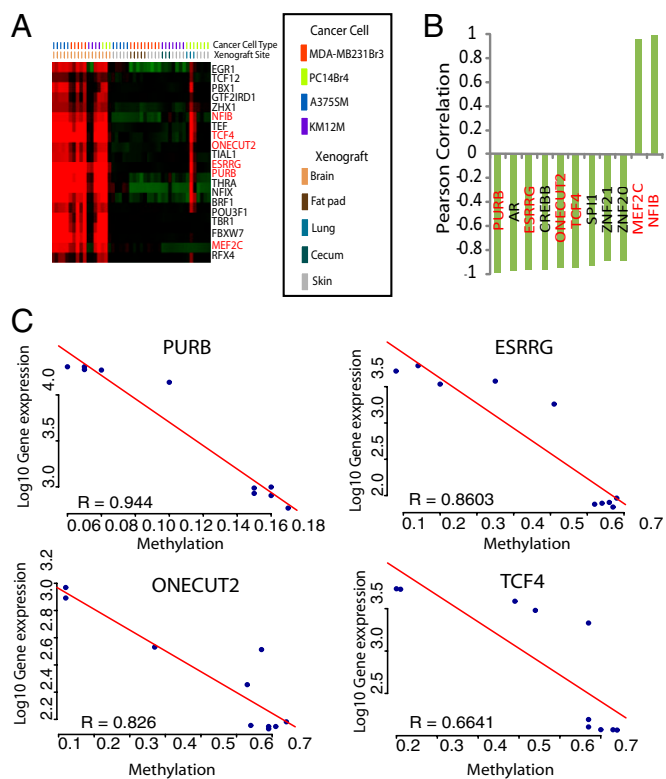 A
Cancer Cell Type
Xenograft Site
EGR1
TCF12
PBX1
GTF2IRD1
ZHX1
NFIB
TEF
TCF4
ONECUT2
TIAL1
ESRRG
PURB
THRA
NFIX
BRF1
POU3F1
TBR1
FBXW7
MEF2C
RFX4
Cancer Cell
MDA-MB231Br3
PC14Br4
A375SM
KM12M
Xenograft
Brain
Fat pad
Lung
Cecum
Skin
B
Pearson Correlation
1
0.8
0.6
0.4
0.2
0
-0.2
-0.4
-0.6
-0.8
-1
PURB
AR
ESRRG
CREBB
ONECUT2
TCF4
SPI1
ZNF21
ZNF20
MEF2C
NFIB
C
PURB
Log10 Gene exxpression
4.0
3.0
R = 0.944
0.06 0.08 0.10 0.12 0.14 0.16 0.18
Methylation
ESRRG
Log10 Gene exxpression
3.5
3.0
2.5
2.0
R = 0.8603
0.1 0.2 0.3 0.4 0.5 0.6 0.7
Methylation
ONECUT2
Log10 Gene exxpression
3.2
3.0
2.8
2.6
2.4
2.2
R = 0.826
0.1 0.2 0.3 0.4 0.5 0.6 0.7
Methylation
TCF4
Log10 Gene exxpression
3.5
3.0
2.5
R = 0.6641
0.2 0.3 0.4 0.5 0.6 0.7
Methylation